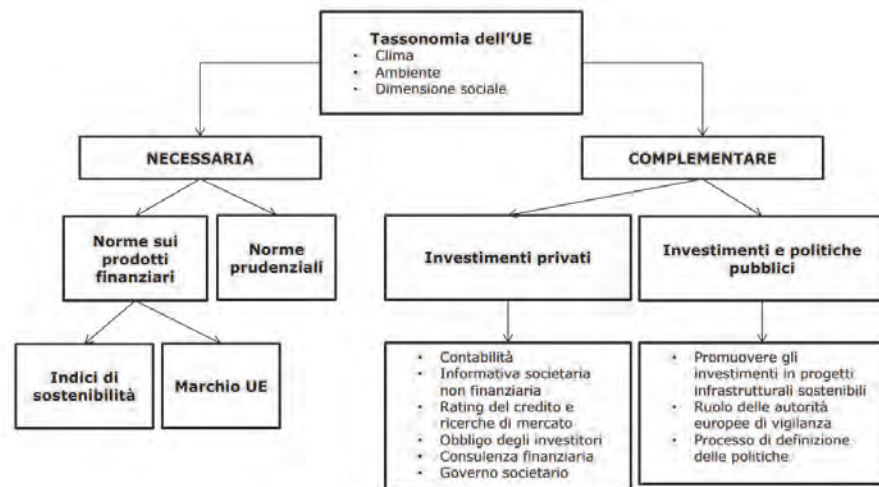 Tassonomia dell'UE
• Clima
• Ambiente
• Dimensione sociale
NECESSARIA
COMPLEMENTARE
Norme sui
prodotti
finanziari
Norme
prudenziali
Investimenti privati
Investimenti e politiche
pubblici
Indici di
sostenibilità
Marchio UE
• Contabilità
• Informativa societaria
non finanziaria
• Rating del credito e
ricerche di mercato
• Obbligo degli investitori
• Consulenza finanziaria
• Governo societario
• Promuovere gli
investimenti in progetti
infrastrutturali sostenibili
• Ruolo delle autorità
europee di vigilanza
• Processo di definizione
delle politiche